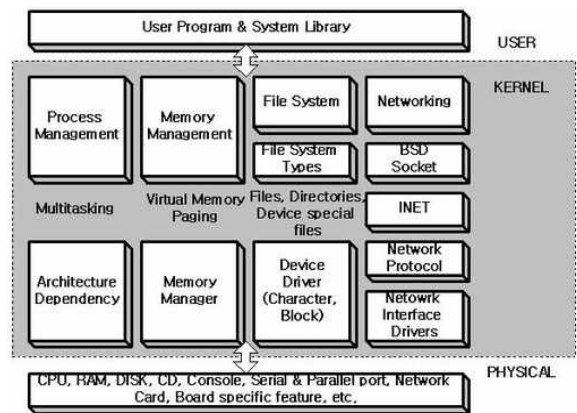 User Program & System Library
USER
KERNEL
Process
Management
Memory
Management
File System
Networking
File System
Types
BSD
Socket
Multitasking
Virtual Memory
Paging
Files, Directories,
Device special
files
INET
Architecture
Dependency
Memory
Manager
Device
Driver
(Character,
Block)
Network
Protocol
Netowrk
Interface
Drivers
PHYSICAL
CPU, RAM, DISK, CD, Console, Serial & Parallel port, Network
Card, Board specific feature, etc.